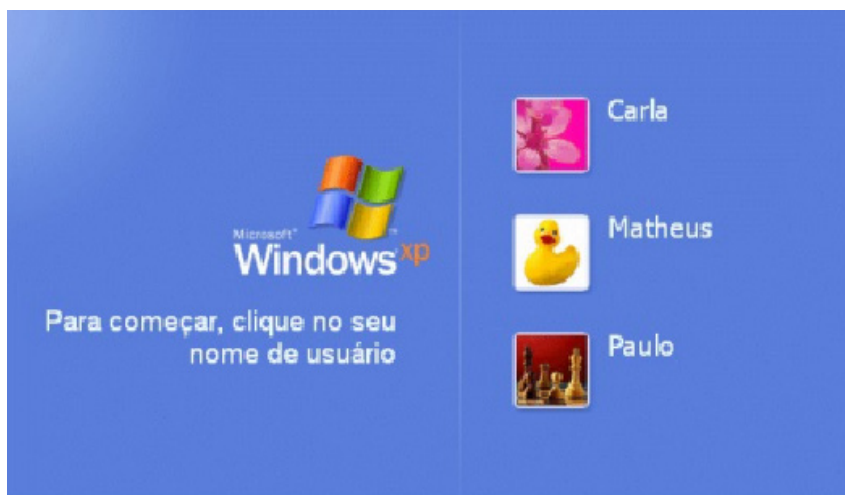 Microsoft
Windows xp
Para começar, clique no seu
nome de usuário
Carla
Matheus
Paulo